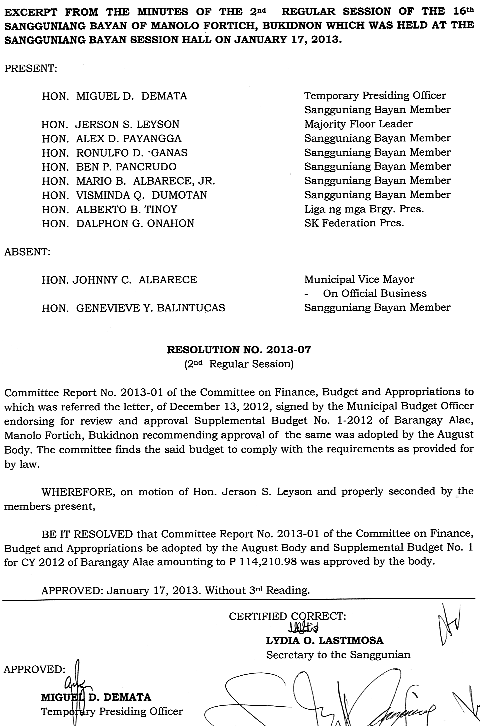 EXCERPT FROM THE MINUTES OF THE 2nd REGULAR SESSION OF THE 16th
SANGGUNIANG BAYAN OF MANOLO FORTICH, BUKIDNON WHICH WAS HELD AT THE
SANGGUNIANG BAYAN SESSION HALL ON JANUARY 17, 2013.
PRESENT:
HON. MIGUEL D. DEMATA Temporary Presiding Officer
Sangguniang Bayan Member
HON. JERSON S. LEYSON Majority Floor Leader
HON. ALEX D. PAYANGGA Sangguniang Bayan Member
HON. RONULFO D. GANAS Sangguniang Bayan Member
HON. BEN P. PANCRUDO Sangguniang Bayan Member
HON. MARIO B. ALBARECE, JR. Sangguniang Bayan Member
HON. VISMINDA Q. DUMOTAN Sangguniang Bayan Member
HON. ALBERTO B. TINOY Liga ng mga Brgy. Pres.
HON. DALPHON G. ONAHON SK Federation Pres.
ABSENT:
HON. JOHNNY C. ALBARECE Municipal Vice Mayor
- On Official Business
HON. GENEVIEVE Y. BALINTUCAS Sangguniang Bayan Member
RESOLUTION NO. 2013-07
(2nd Regular Session)
Committee Report No. 2013-01 of the Committee on Finance, Budget and Appropriations to
which was referred the letter, of December 13, 2012, signed by the Municipal Budget Officer
endorsing for review and approval Supplemental Budget No. 1-2012 of Barangay Alae,
Manolo Fortich, Bukidnon recommending approval of the same was adopted by the August
Body. The committee finds the said budget to comply with the requirements as provided for
by law.
WHEREFORE, on motion of Hon. Jerson S. Leyson and properly seconded by the
members present,
BE IT RESOLVED that Committee Report No. 2013-01 of the Committee on Finance,
Budget and Appropriations be adopted by the August Body and Supplemental Budget No. 1
for CY 2012 of Barangay Alae amounting to P 114,210.98 was approved by the body.
APPROVED: January 17, 2013. Without 3rd Reading.
CERTIFIED CORRECT:
LYDIA O. LASTIMOSA
Secretary to the Sanggunian
APPROVED:
MIGUEL D. DEMATA
Temporary Presiding Officer